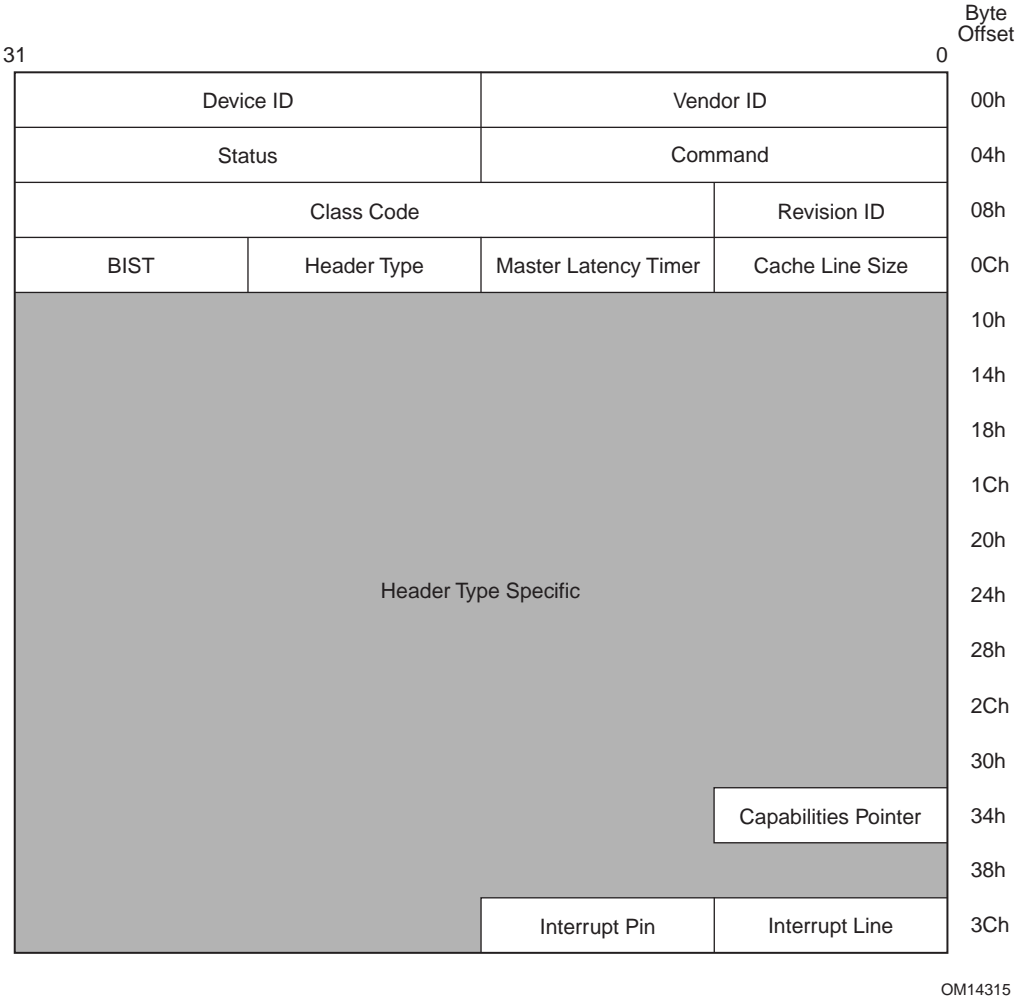 Byte
Offset
31 0
Device ID Vendor ID 00h
Status Command 04h
Class Code Revision ID 08h
BIST Header Type Master Latency Timer Cache Line Size 0Ch
10h
14h
18h
1Ch
20h
Header Type Specific 24h
28h
2Ch
30h
Capabilities Pointer 34h
38h
Interrupt Pin Interrupt Line 3Ch
OM14315